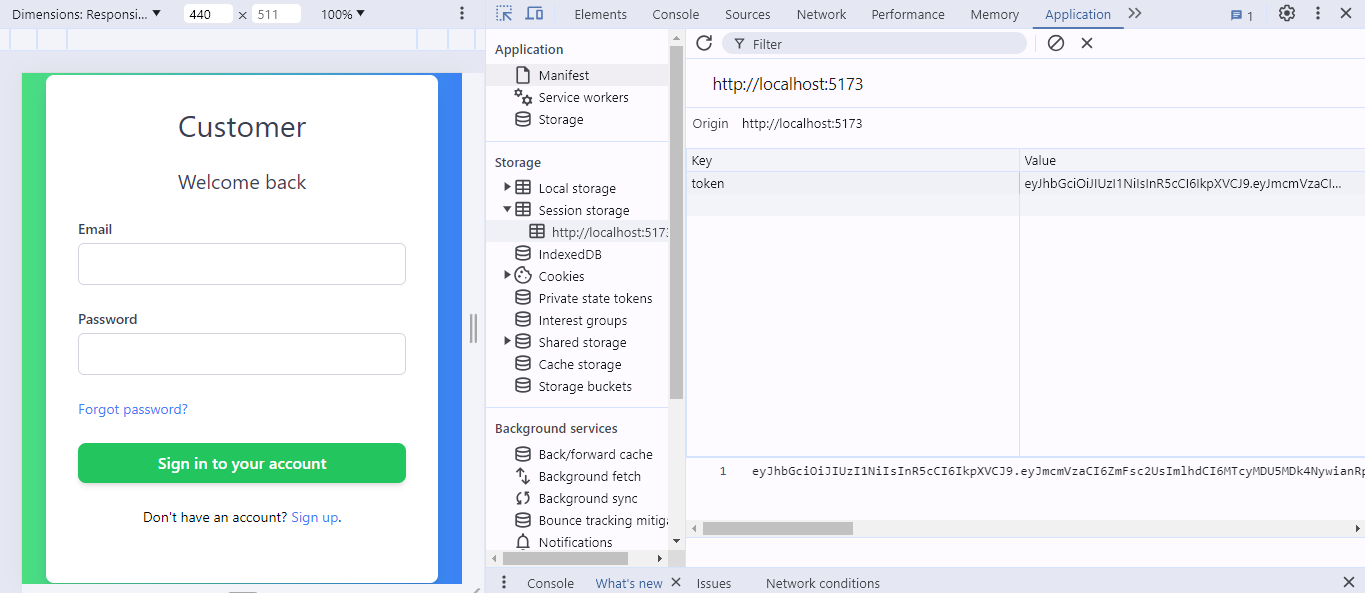 Dimensions: Responsi... ▼ 440 × 511 100% ▼
Customer
Welcome back
Email
Password
Forgot password?
Sign in to your account
Don't have an account? Sign up.
Elements Console Sources Network Performance Memory Application 1
Application
Manifest
Service workers
Storage
Storage
Local storage
Session storage
http://localhost:5173
IndexedDB
Cookies
Private state tokens
Interest groups
Shared storage
Cache storage
Storage buckets
Background services
Back/forward cache
Background fetch
Background sync
Bounce tracking mitiga
Notifications
Filter
http://localhost:5173
Origin http://localhost:5173
Key Value
token eyJhbGciOiJIUzI1NiIsInR5cCI6IkpXVCJ9.eyJmcmVzaCI...
1 eyJhbGciOiJIUzI1NiIsInR5cCI6IkpXVCJ9.eyJmcmVzaCI6ZmFsc2UsImlhdCI6MTcyMDU5MDk4NywianRp
Console What's new Issues Network conditions